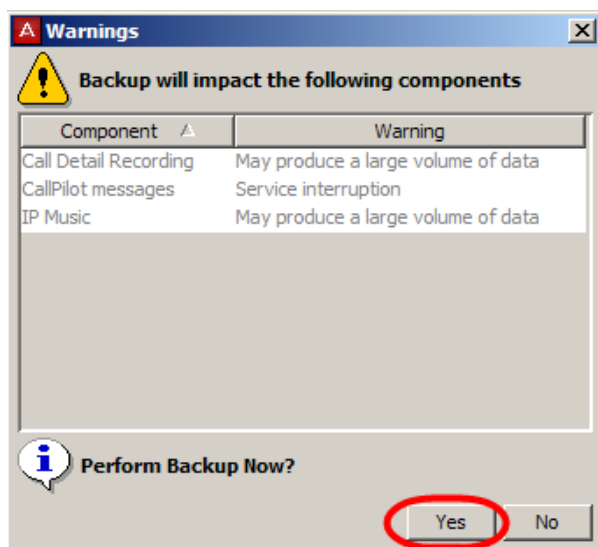 A Warnings
Backup will impact the following components
Component Warning
Call Detail Recording May produce a large volume of data
CallPilot messages Service interruption
IP Music May produce a large volume of data
Perform Backup Now?
Yes No